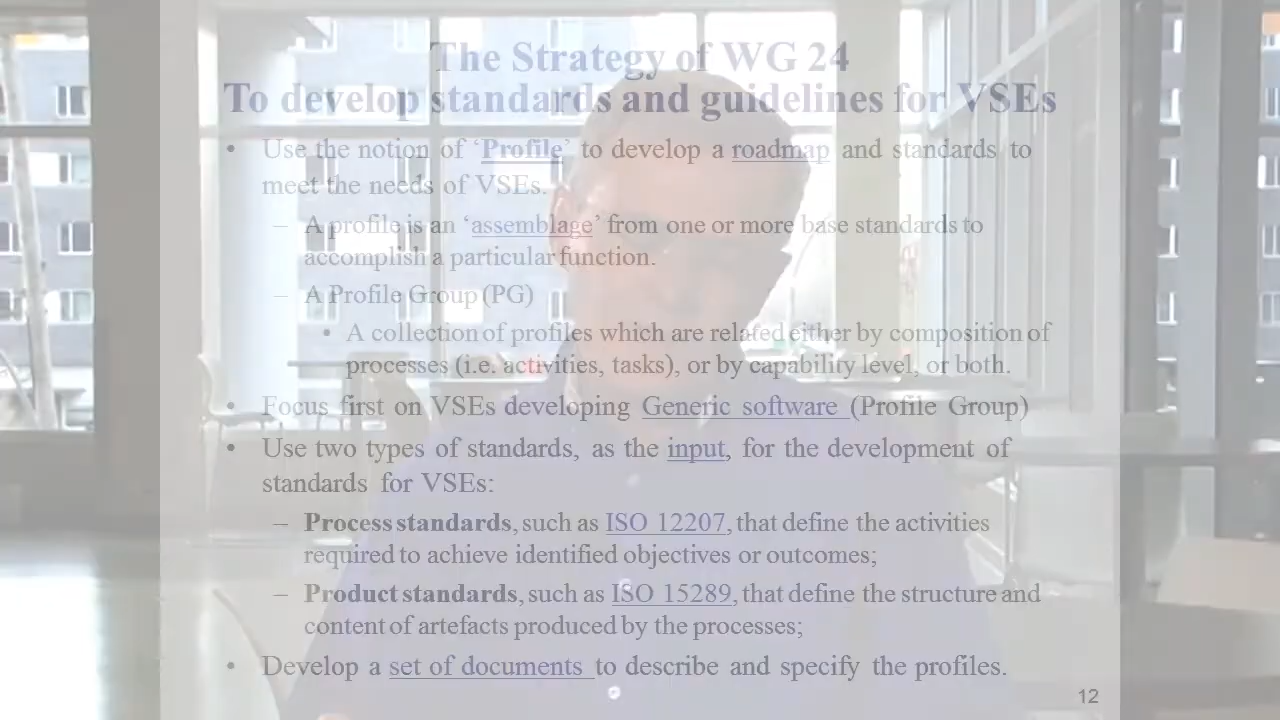 The Strategy of WG 24
To develop standards and guidelines for VSEs
• Use the notion of ‘Profile’ to develop a roadmap and standards to
meet the needs of VSEs.
– A profile is an ‘assemblage’ from one or more base standards to
accomplish a particular function.
– A Profile Group (PG)
• A collection of profiles which are related either by composition of
processes (i.e. activities, tasks), or by capability level, or both.
• Focus first on VSEs developing Generic software (Profile Group)
• Use two types of standards, as the input, for the development of
standards for VSEs:
– Process standards, such as ISO 12207, that define the activities
required to achieve identified objectives or outcomes;
– Product standards, such as ISO 15289, that define the structure and
content of artefacts produced by the processes;
• Develop a set of documents to describe and specify the profiles.
12